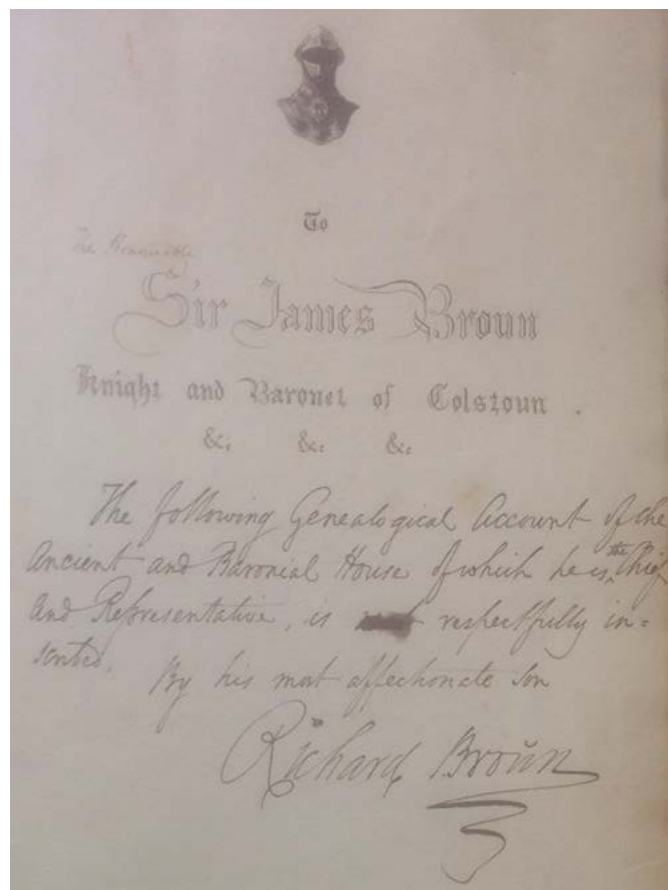 To
The Honourable
Sir James Broun
Knight and Baronet of Colstoun .
&c. &c. &c.
The following Genealogical Account of the
Ancient and Baronial House of which he is the Chief
And Representative, is respectfully in=
scribed.
By his most affectionate Son
Richard Broun